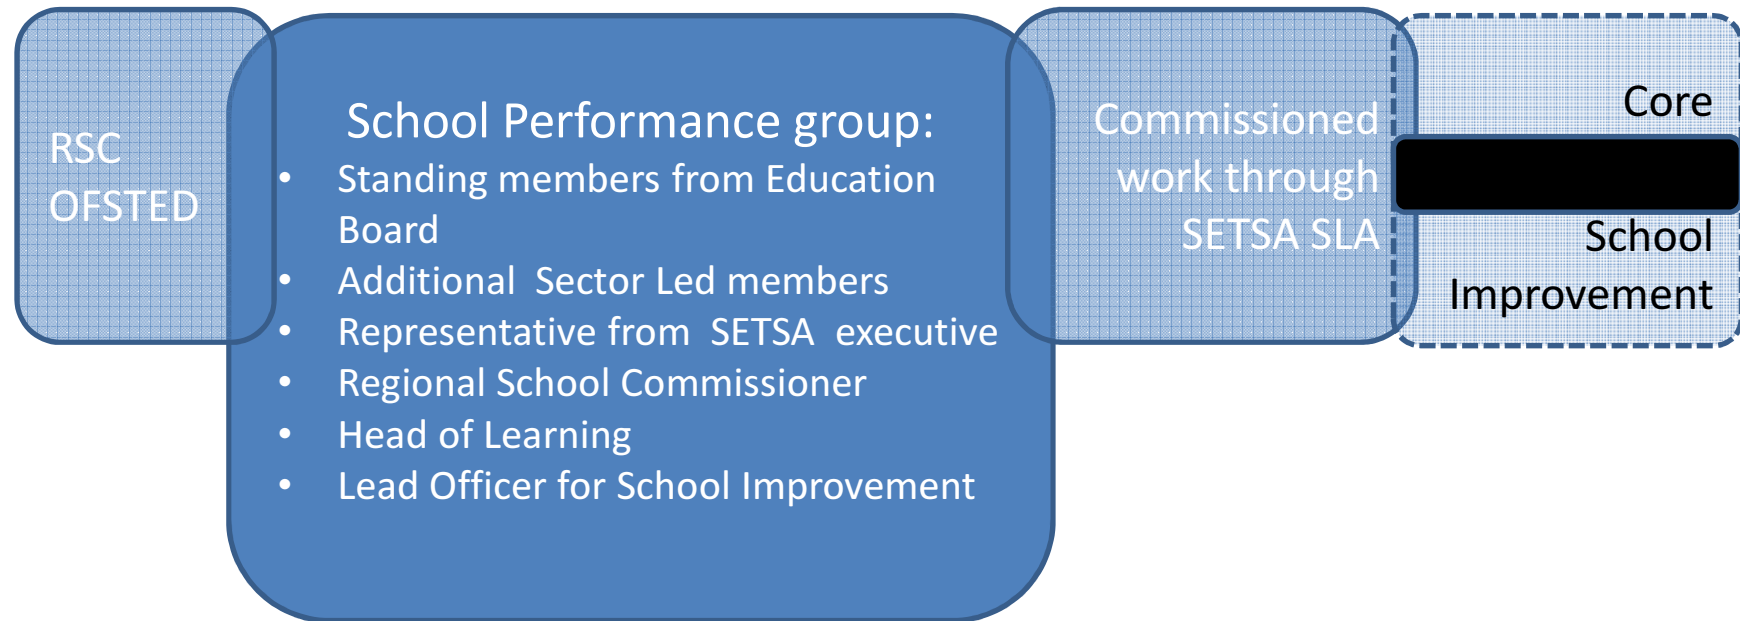 RSC
OFSTED
School Performance group:
• Standing members from Education
Board
• Additional  Sector Led members
• Representative from  SETSA  executive
• Regional School Commissioner
• Head of Learning
• Lead Officer for School Improvement
Commissioned
work through
SETSA SLA
Core
School
Improvement